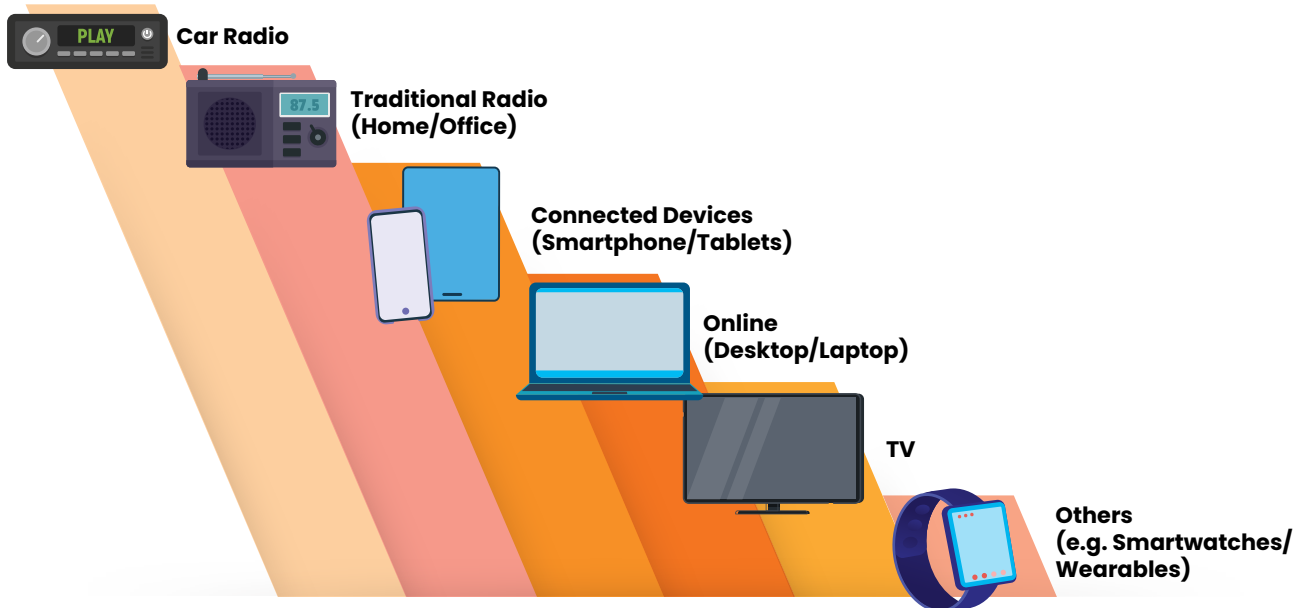 PLAY
Car Radio
87.5
Traditional Radio
(Home/Office)
Connected Devices
(Smartphone/Tablets)
Online
(Desktop/Laptop)
TV
Others
(e.g. Smartwatches/
Wearables)